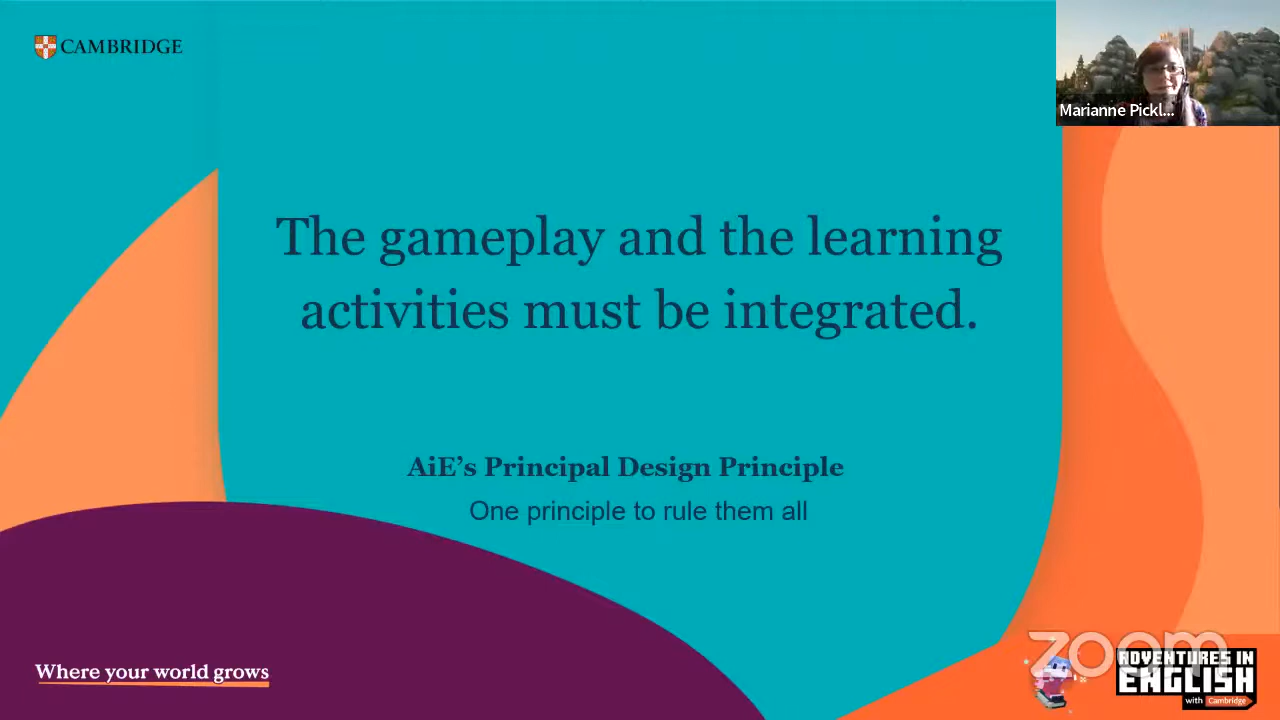 CAMBRIDGE
Marianne Pickl...
The gameplay and the learning
activities must be integrated.
AiE’s Principal Design Principle
One principle to rule them all
Where your world grows
zoom
ADVENTURES IN
ENGLISH
with Cambridge